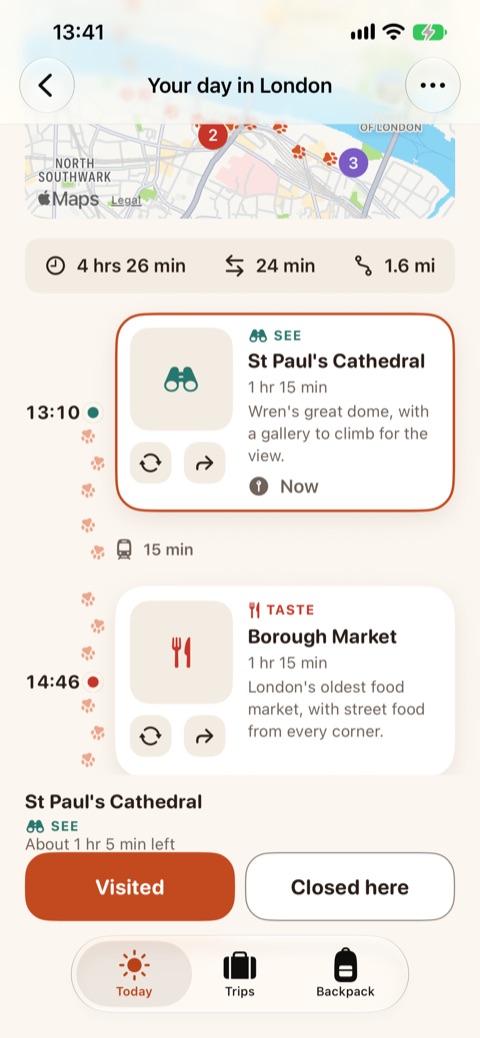 13:41
Your day in London
OF LONDON
2
3
NORTH
SOUTHWARK
Maps Legal
4 hrs 26 min 24 min 1.6 mi
SEE
St Paul's Cathedral
1 hr 15 min
13:10
Wren's great dome, with
a gallery to climb for the
view.
Now
15 min
TASTE
Borough Market
1 hr 15 min
14:46
London's oldest food
market, with street food
from every corner.
St Paul's Cathedral
SEE
About 1 hr 5 min left
Visited
Closed here
Today
Trips
Backpack